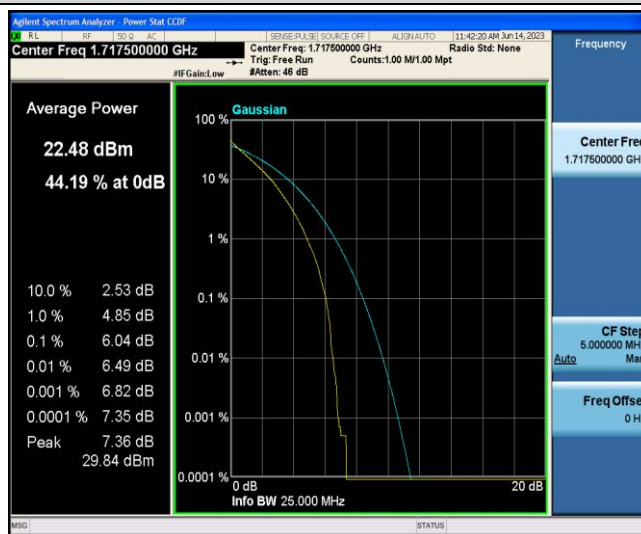 Agilent Spectrum Analyzer - Power Stat CCDF
RL RF 50 Ω AC SENSE:PULSE SOURCE OFF ALIGNAUTO 11:42:20 AM Jun 14, 2023
Center Freq 1.717500000 GHz
Center Freq: 1.717500000 GHz Radio Std: None
Trig: Free Run Counts:1.00 M/1.00 Mpt
#IFGain:Low #Atten: 46 dB
Frequency
Average Power
22.48 dBm
44.19 % at 0dB
10.0 % 2.53 dB
1.0 % 4.85 dB
0.1 % 6.04 dB
0.01 % 6.49 dB
0.001 % 6.82 dB
0.0001 % 7.35 dB
Peak 7.36 dB
29.84 dBm
Gaussian
100 %
10 %
1 %
0.1 %
0.01 %
0.001 %
0.0001 %
0 dB 20 dB
Info BW 25.000 MHz
Center Freq
1.717500000 GH
CF Step
5.000000 MH
Auto Ma
Freq Offse
0 H
MSG STATUS